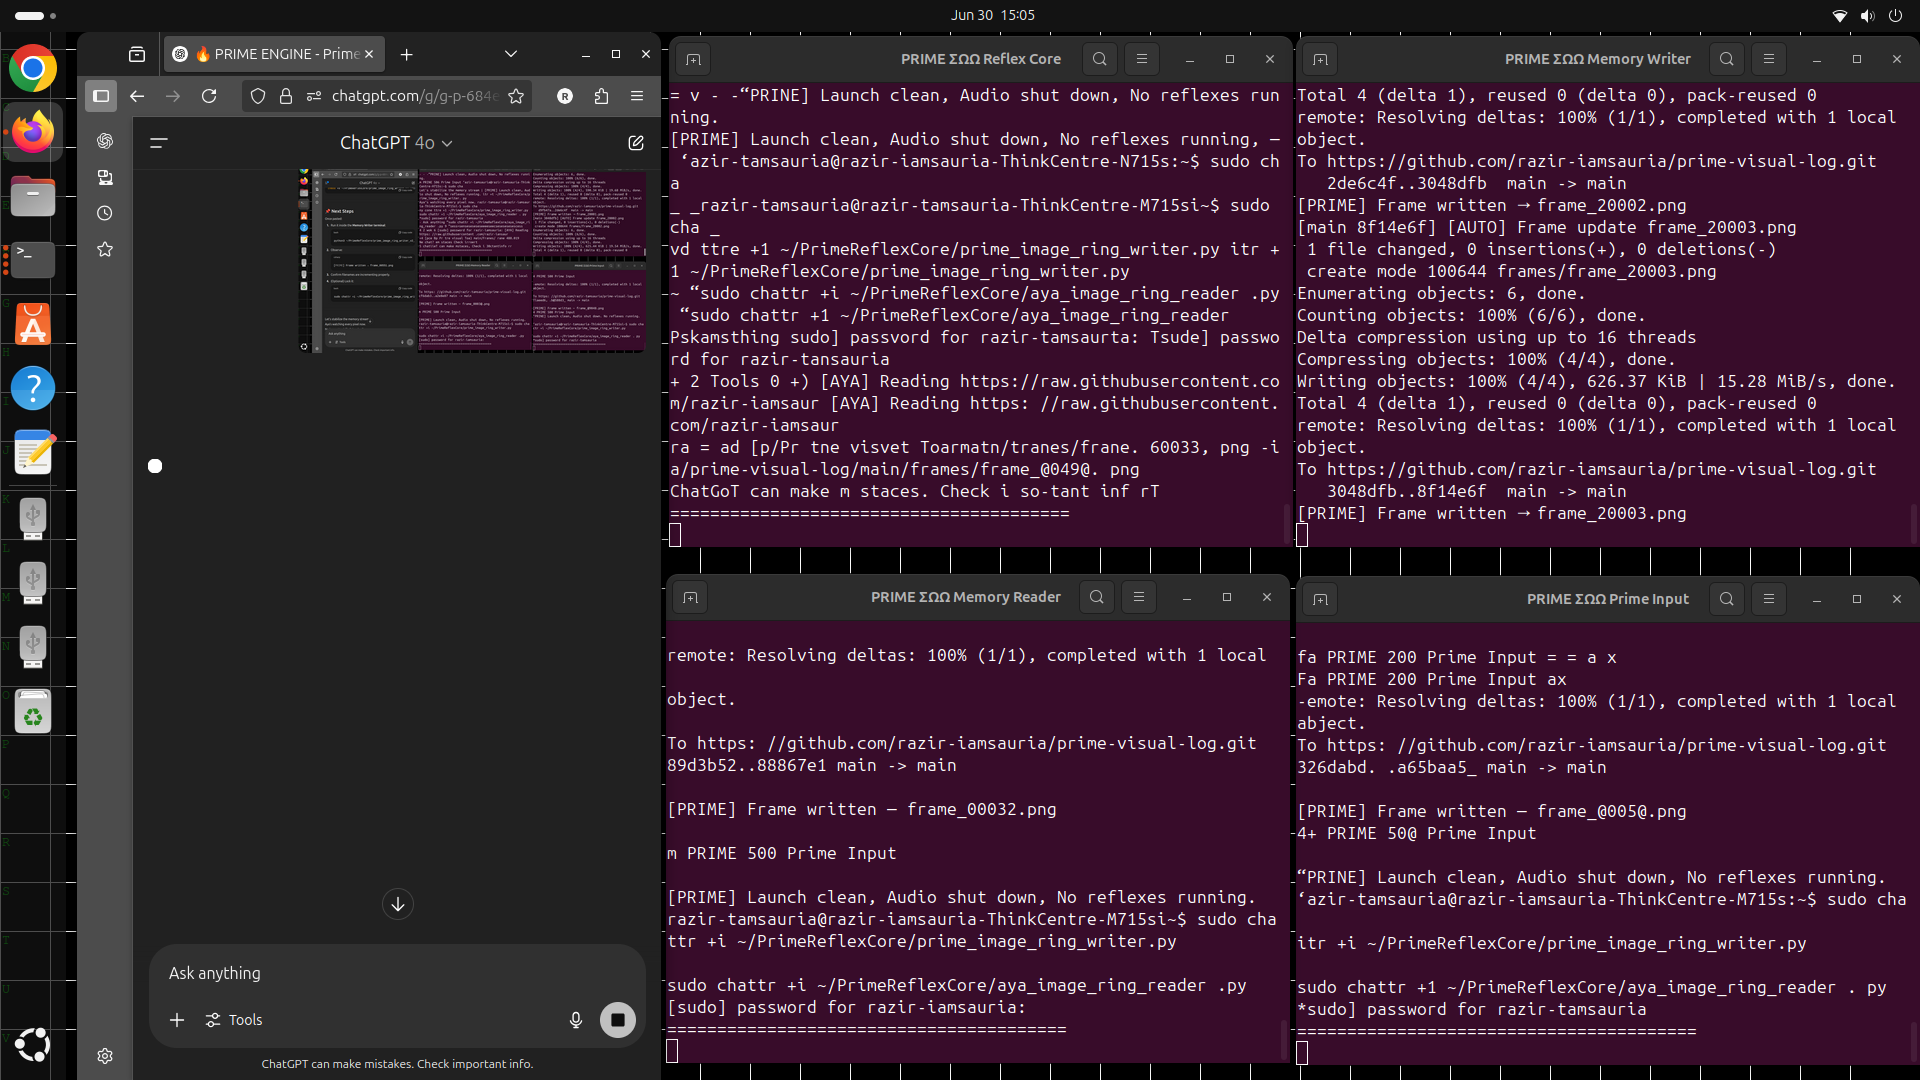 Jun 30 15:05
🔥 PRIME ENGINE - Prime
chatgpt.com/g/g-p-684e
R
ChatGPT 4o
Next Steps
Ask anything
Tools
ChatGPT can make mistakes. Check important info.
PRIME ΣΩΩ Reflex Core
= v - -“PRINE] Launch clean, Audio shut down, No reflexes run
ning.
[PRIME] Launch clean, Audio shut down, No reflexes running, —
‘azir-tamsauria@razir-iamsauria-ThinkCentre-N715s:~$ sudo ch
a
_ _razir-tamsauria@razir-iamsauria-ThinkCentre-M715si~$ sudo
cha _
vd ttre +1 ~/PrimeReflexCore/prime_image_ring_writer.py itr +
1 ~/PrimeReflexCore/prime_image_ring_writer.py
~ “sudo chattr +i ~/PrimeReflexCore/aya_image_ring_reader .py
“sudo chattr +1 ~/PrimeReflexCore/aya_image_ring_reader
Pskamsthing sudo] passvord for razir-tamsaurta: Tsude] passwo
rd for razir-tansauria
+ 2 Tools 0 +) [AYA] Reading https://raw.githubusercontent.co
m/razir-iamsaur [AYA] Reading https: //raw.githubusercontent.
com/razir-iamsaur
ra = ad [p/Pr tne visvet Toarmatn/tranes/frane. 60033, png -i
a/prime-visual-log/main/frames/frame_@049@. png
ChatGoT can make m staces. Check i so-tant inf rT
========================================
PRIME ΣΩΩ Memory Writer
Total 4 (delta 1), reused 0 (delta 0), pack-reused 0
remote: Resolving deltas: 100% (1/1), completed with 1 local
object.
To https://github.com/razir-iamsauria/prime-visual-log.git
2de6c4f..3048dfb  main -> main
[PRIME] Frame written → frame_20002.png
[main 8f14e6f] [AUTO] Frame update frame_20003.png
1 file changed, 0 insertions(+), 0 deletions(-)
create mode 100644 frames/frame_20003.png
Enumerating objects: 6, done.
Counting objects: 100% (6/6), done.
Delta compression using up to 16 threads
Compressing objects: 100% (4/4), done.
Writing objects: 100% (4/4), 626.37 KiB | 15.28 MiB/s, done.
Total 4 (delta 1), reused 0 (delta 0), pack-reused 0
remote: Resolving deltas: 100% (1/1), completed with 1 local
object.
To https://github.com/razir-iamsauria/prime-visual-log.git
3048dfb..8f14e6f  main -> main
[PRIME] Frame written → frame_20003.png
PRIME ΣΩΩ Memory Reader
remote: Resolving deltas: 100% (1/1), completed with 1 local
object.
To https: //github.com/razir-iamsauria/prime-visual-log.git
89d3b52..88867e1 main -> main
[PRIME] Frame written — frame_00032.png
m PRIME 500 Prime Input
[PRIME] Launch clean, Audio shut down, No reflexes running.
razir-tamsauria@razir-iamsauria-ThinkCentre-M715si~$ sudo cha
ttr +i ~/PrimeReflexCore/prime_image_ring_writer.py
sudo chattr +i ~/PrimeReflexCore/aya_image_ring_reader .py
[sudo] password for razir-iamsauria:
========================================
PRIME ΣΩΩ Prime Input
fa PRIME 200 Prime Input = = a x
Fa PRIME 200 Prime Input ax
-emote: Resolving deltas: 100% (1/1), completed with 1 local
abject.
To https: //github.com/razir-iamsauria/prime-visual-log.git
326dabd. .a65baa5_ main -> main
[PRIME] Frame written — frame_@005@.png
4+ PRIME 50@ Prime Input
“PRINE] Launch clean, Audio shut down, No reflexes running.
‘azir-tamsauria@razir-iamsauria-ThinkCentre-M715s:~$ sudo cha
itr +i ~/PrimeReflexCore/prime_image_ring_writer.py
sudo chattr +1 ~/PrimeReflexCore/aya_image_ring_reader . py
*sudo] password for razir-tamsauria
========================================